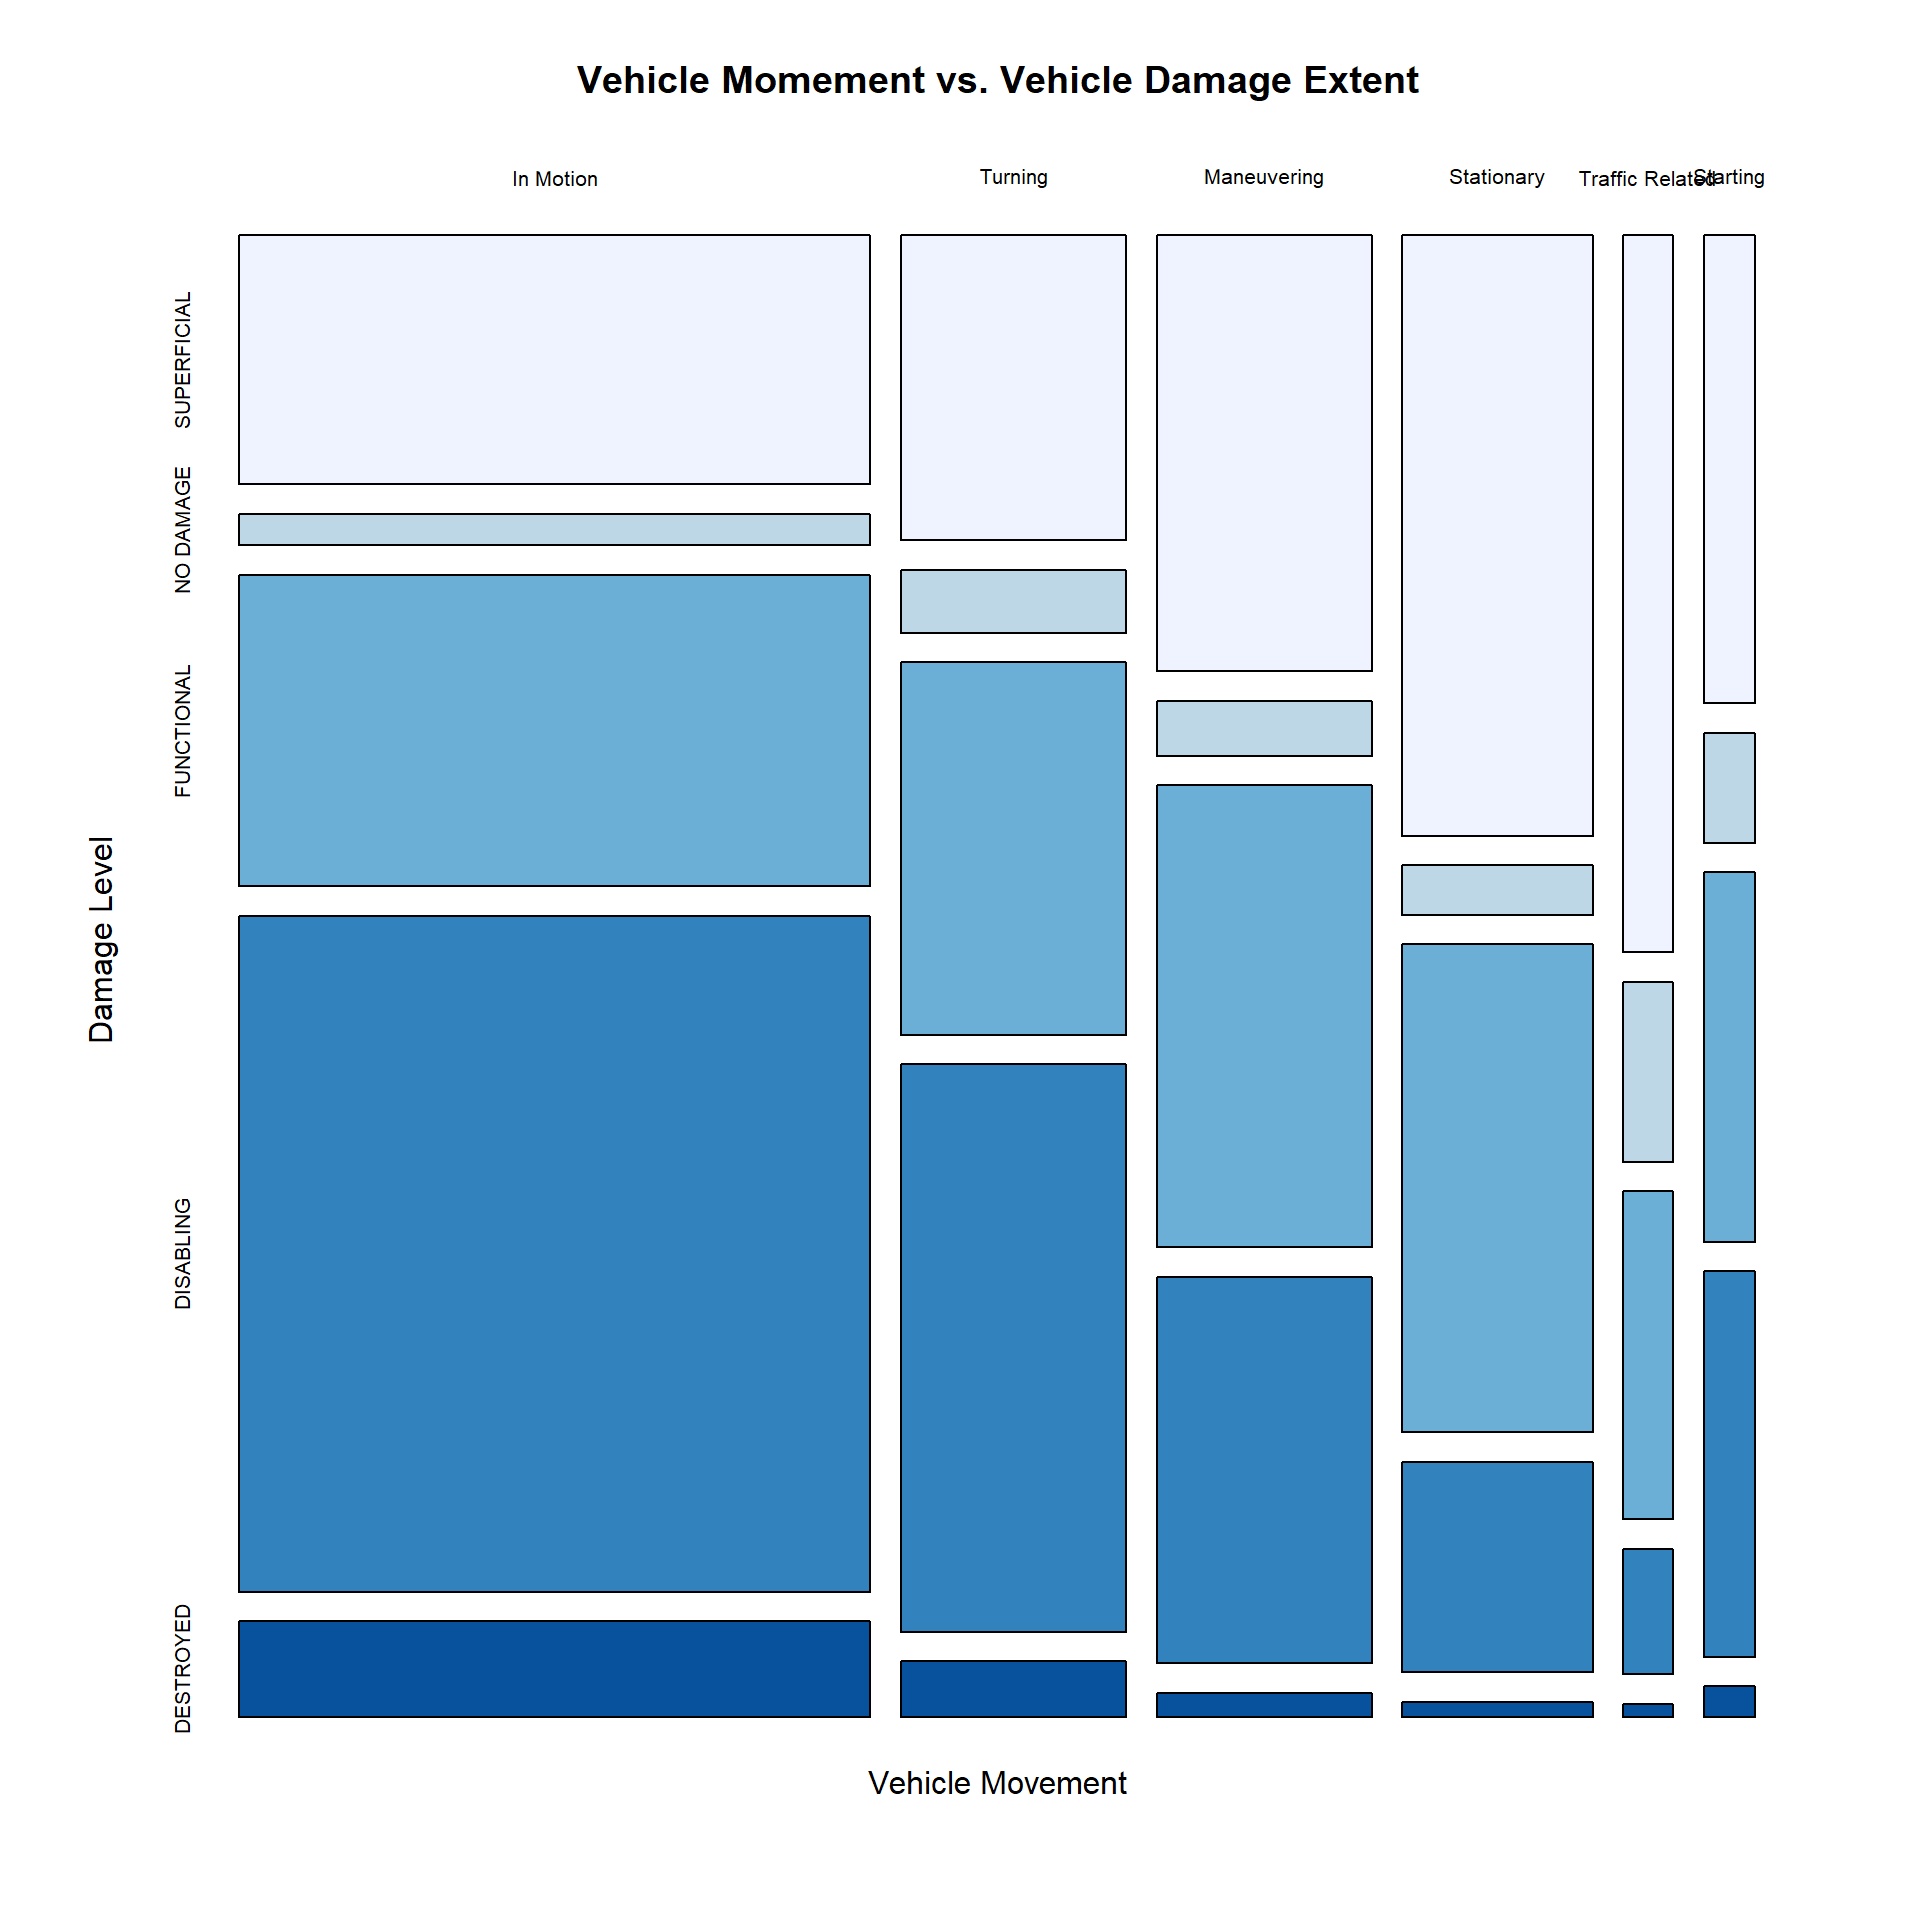 Vehicle Momement vs. Vehicle Damage Extent
In Motion
Turning
Maneuvering
Stationary
Traffic Related
Starting
SUPERFICIAL
NO DAMAGE
FUNCTIONAL
DISABLING
DESTROYED
Damage Level
Vehicle Movement